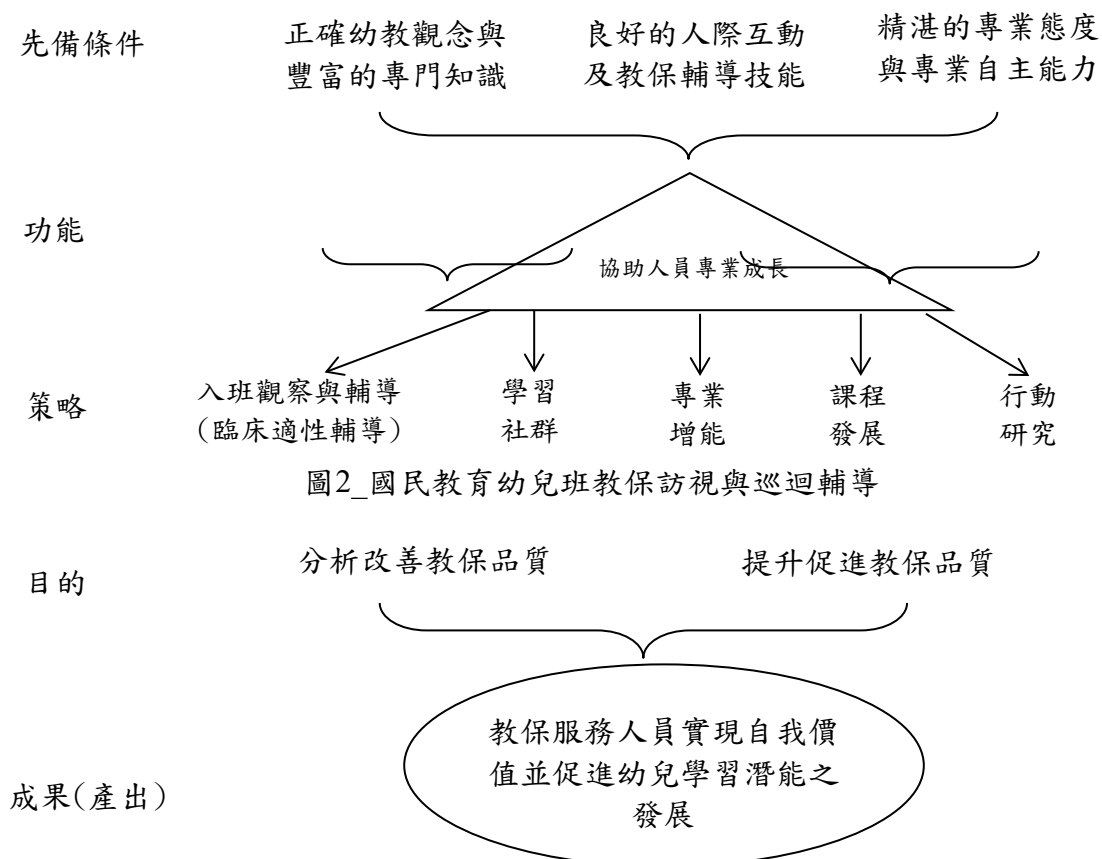 先備條件
正確幼教觀念與
豐富的專門知識
良好的人際互動
及教保輔導技能
精湛的專業態度
與專業自主能力
功能
協助人員專業成長
策略
入班觀察與輔導
(臨床適性輔導)
學習
社群
專業
增能
課程
發展
行動
研究
圖2_國民教育幼兒班教保訪視與巡迴輔導
目的
分析改善教保品質
提升促進教保品質
成果(產出)
教保服務人員實現自我價
值並促進幼兒學習潛能之
發展